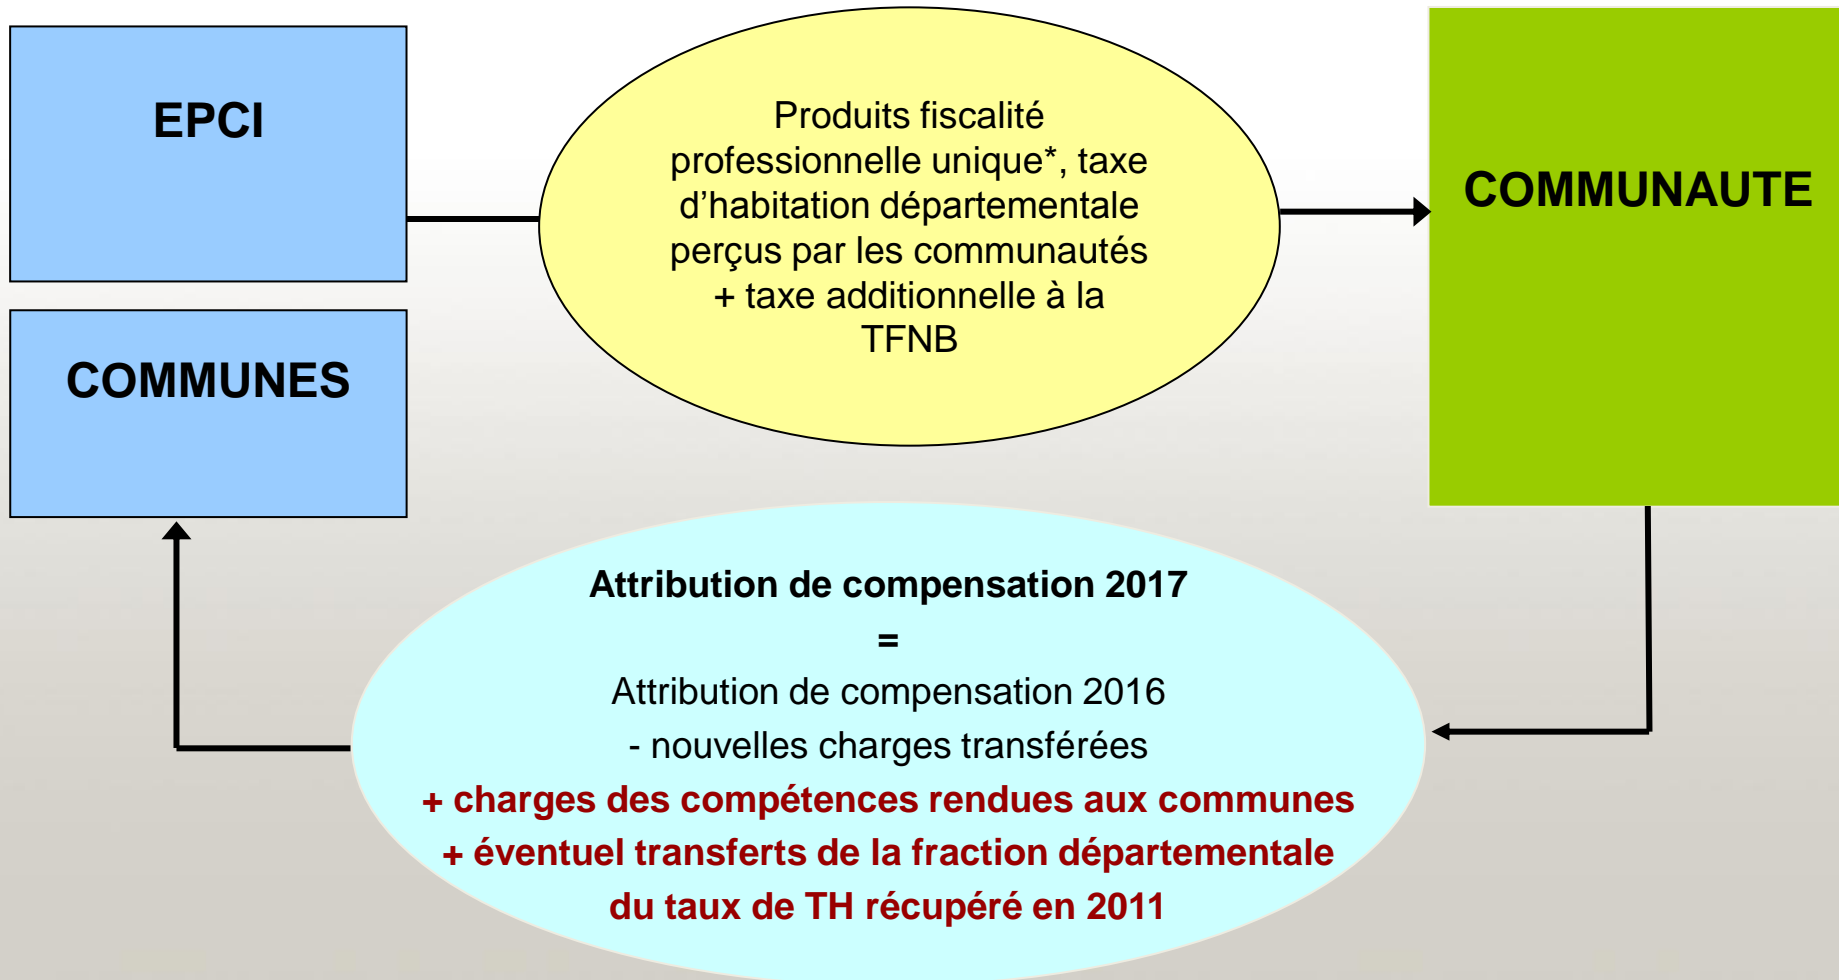 EPCI
COMMUNES
Produits fiscalité
professionnelle unique*, taxe
d'habitation départementale
perçus par les communautés
+ taxe additionnelle à la
TFNB
COMMUNAUTE
Attribution de compensation 2017
=
Attribution de compensation 2016
- nouvelles charges transférées
+ charges des compétences rendues aux communes
+ éventuel transferts de la fraction départementale
du taux de TH récupéré en 2011